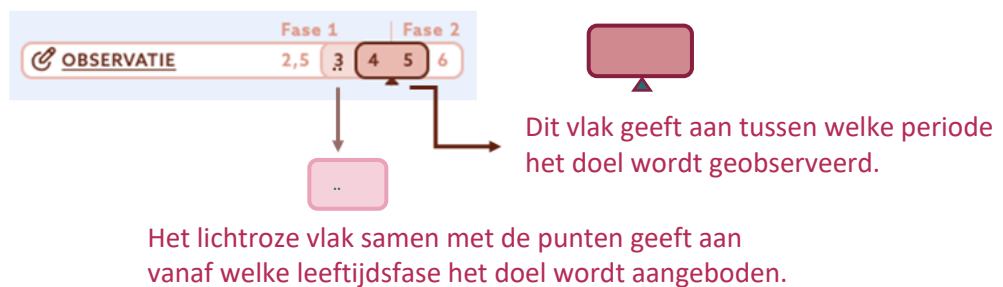 Fase 1 Fase 2
OBSERVATIE 2,5 3 4 5 6
Dit vlak geeft aan tussen welke periode
het doel wordt geobserveerd.
..
Het lichtroze vlak samen met de punten geeft aan
vanaf welke leeftijdsfase het doel wordt aangeboden.